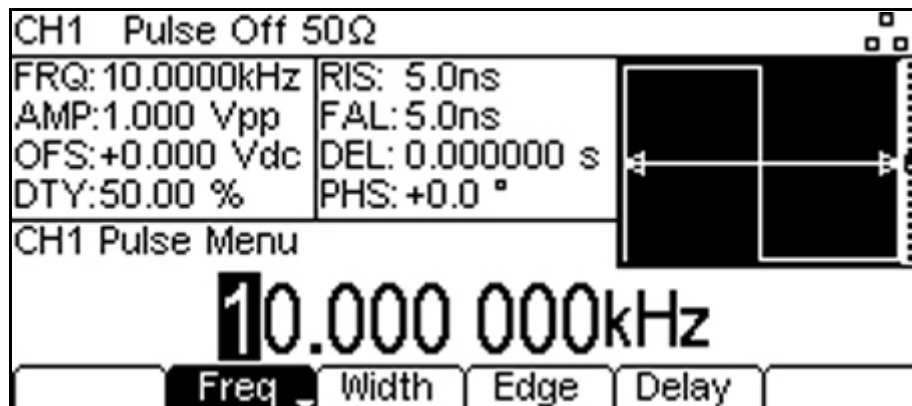 CH1 Pulse Off 50Ω
FRQ:10.0000kHz
AMP:1.000 Vpp
OFS:+0.000 Vdc
DTY:50.00 %
RIS: 5.0ns
FAL:5.0ns
DEL: 0.000000 s
PHS:+0.0 °
CH1 Pulse Menu
10.000 000kHz
Freq Width Edge Delay